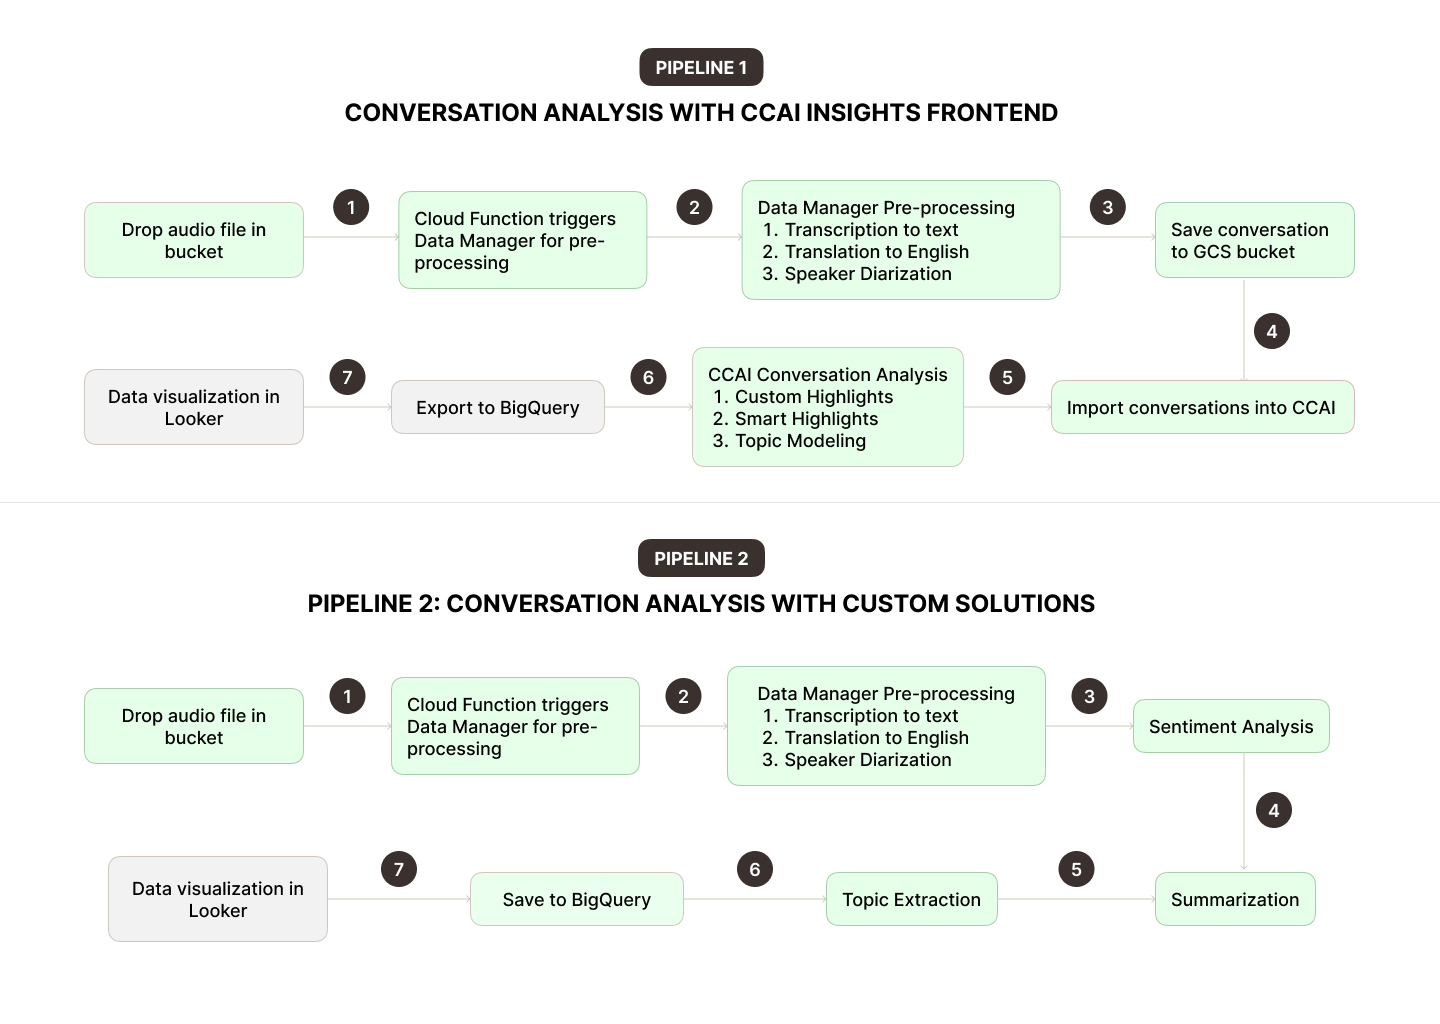 PIPELINE 1
CONVERSATION ANALYSIS WITH CCAI INSIGHTS FRONTEND
Drop audio file in
bucket
1
Cloud Function triggers
Data Manager for pre-
processing
2
Data Manager Pre-processing
1. Transcription to text
2. Translation to English
3. Speaker Diarization
3
Save conversation
to GCS bucket
4
Data visualization in
Looker
7
Export to BigQuery
6
CCAI Conversation Analysis
1. Custom Highlights
2. Smart Highlights
3. Topic Modeling
5
Import conversations into CCAI
PIPELINE 2
PIPELINE 2: CONVERSATION ANALYSIS WITH CUSTOM SOLUTIONS
Drop audio file in
bucket
1
Cloud Function triggers
Data Manager for pre-
processing
2
Data Manager Pre-processing
1. Transcription to text
2. Translation to English
3. Speaker Diarization
3
Sentiment Analysis
4
Data visualization in
Looker
7
Save to BigQuery
6
Topic Extraction
5
Summarization